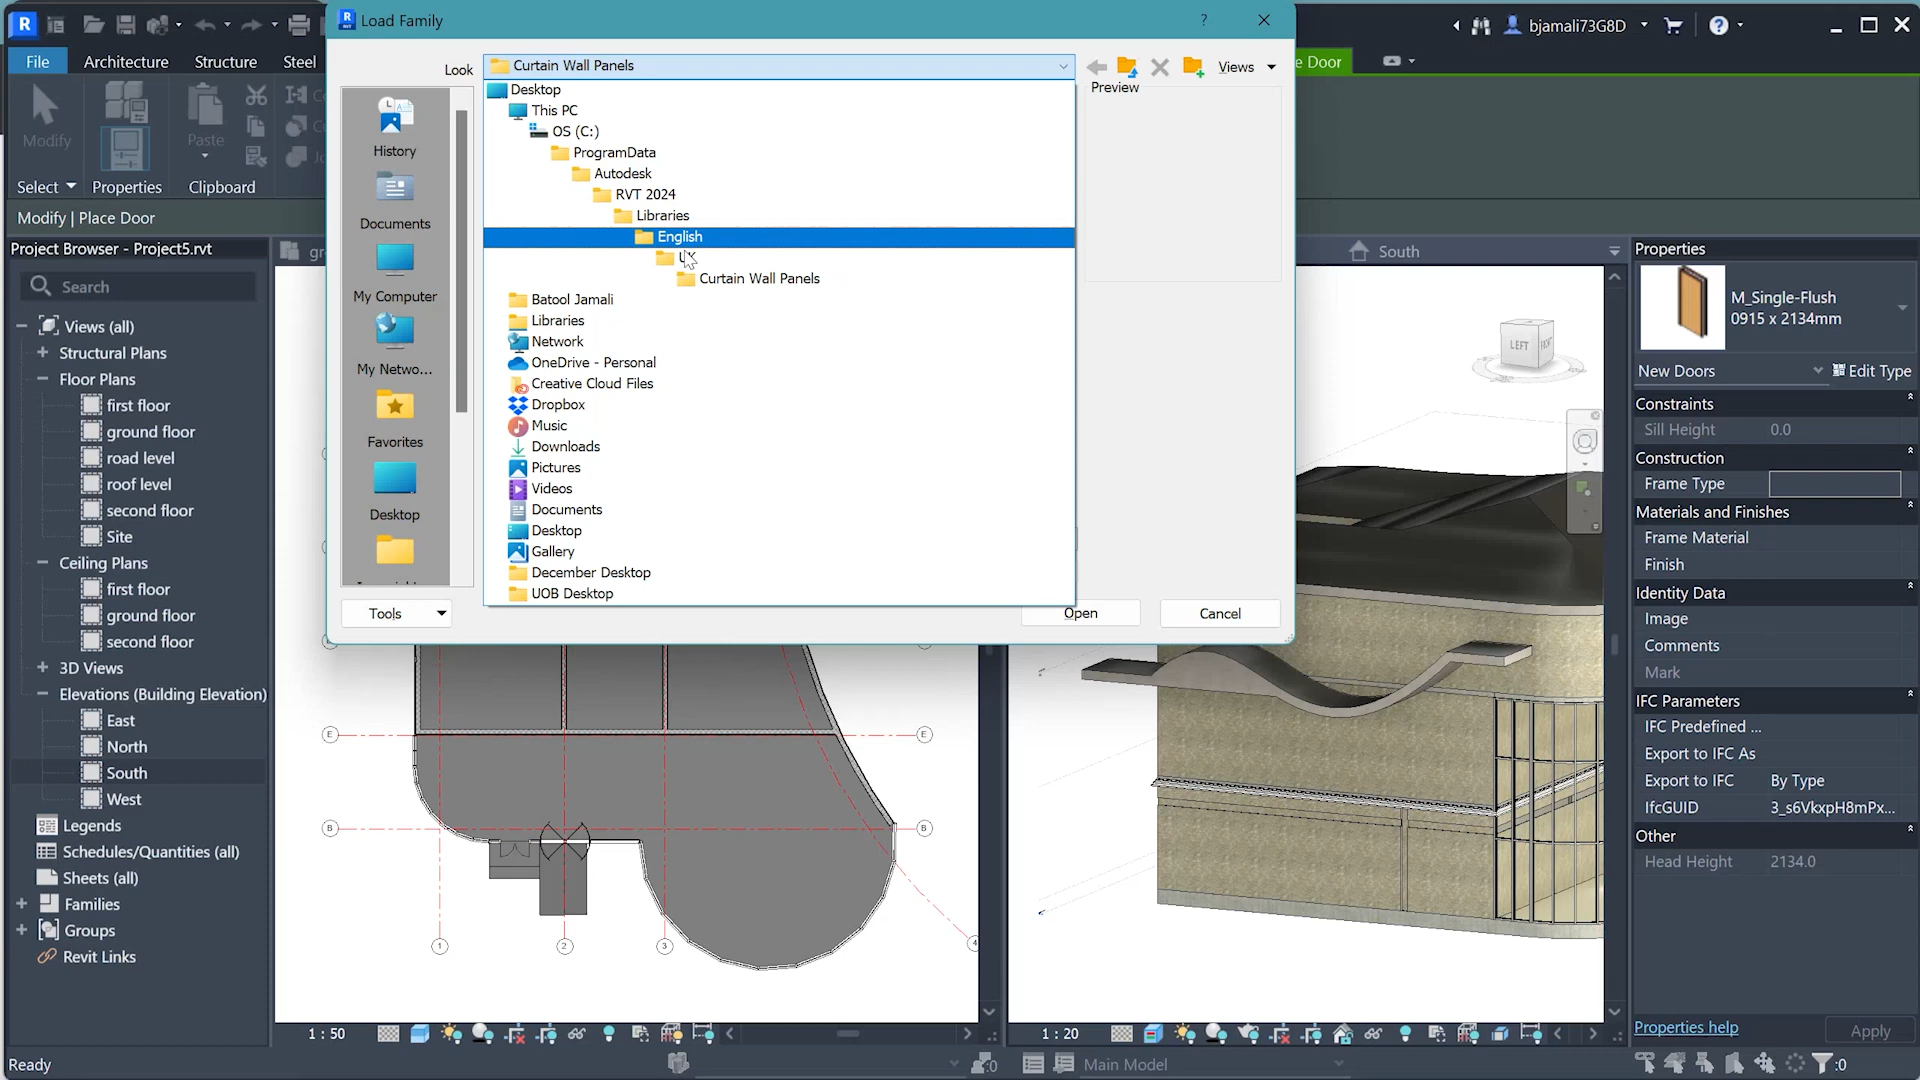 Load Family
?
bjamali73G8D
File
Architecture
Structure
Steel
Look
Curtain Wall Panels
Views
e Door
Modify
Paste
Select
Properties
Clipboard
Modify | Place Door
Project Browser - Project5.rvt
Search
Views (all)
Structural Plans
Floor Plans
first floor
ground floor
road level
roof level
second floor
Site
Ceiling Plans
first floor
ground floor
second floor
3D Views
Elevations (Building Elevation)
East
North
South
West
Legends
Schedules/Quantities (all)
Sheets (all)
Families
Groups
Revit Links
Ready
History
Documents
My Computer
My Netwo...
Favorites
Desktop
Tools
Desktop
This PC
OS (C:)
ProgramData
Autodesk
RVT 2024
Libraries
English
Curtain Wall Panels
Batool Jamali
Libraries
Network
OneDrive - Personal
Creative Cloud Files
Dropbox
Music
Downloads
Pictures
Videos
Documents
Desktop
Gallery
December Desktop
UOB Desktop
Preview
Open
Cancel
E
E
B
B
1
2
3
4
1 : 50
South
LEFT
1 : 20
Main Model
:0
Properties
M_Single-Flush
0915 x 2134mm
New Doors
Edit Type
Constraints
Sill Height 0.0
Construction
Frame Type
Materials and Finishes
Frame Material
Finish
Identity Data
Image
Comments
Mark
IFC Parameters
IFC Predefined ...
Export to IFC As
Export to IFC By Type
IfcGUID 3_s6VkxpH8mPx...
Other
Head Height 2134.0
Properties help
Apply
:0